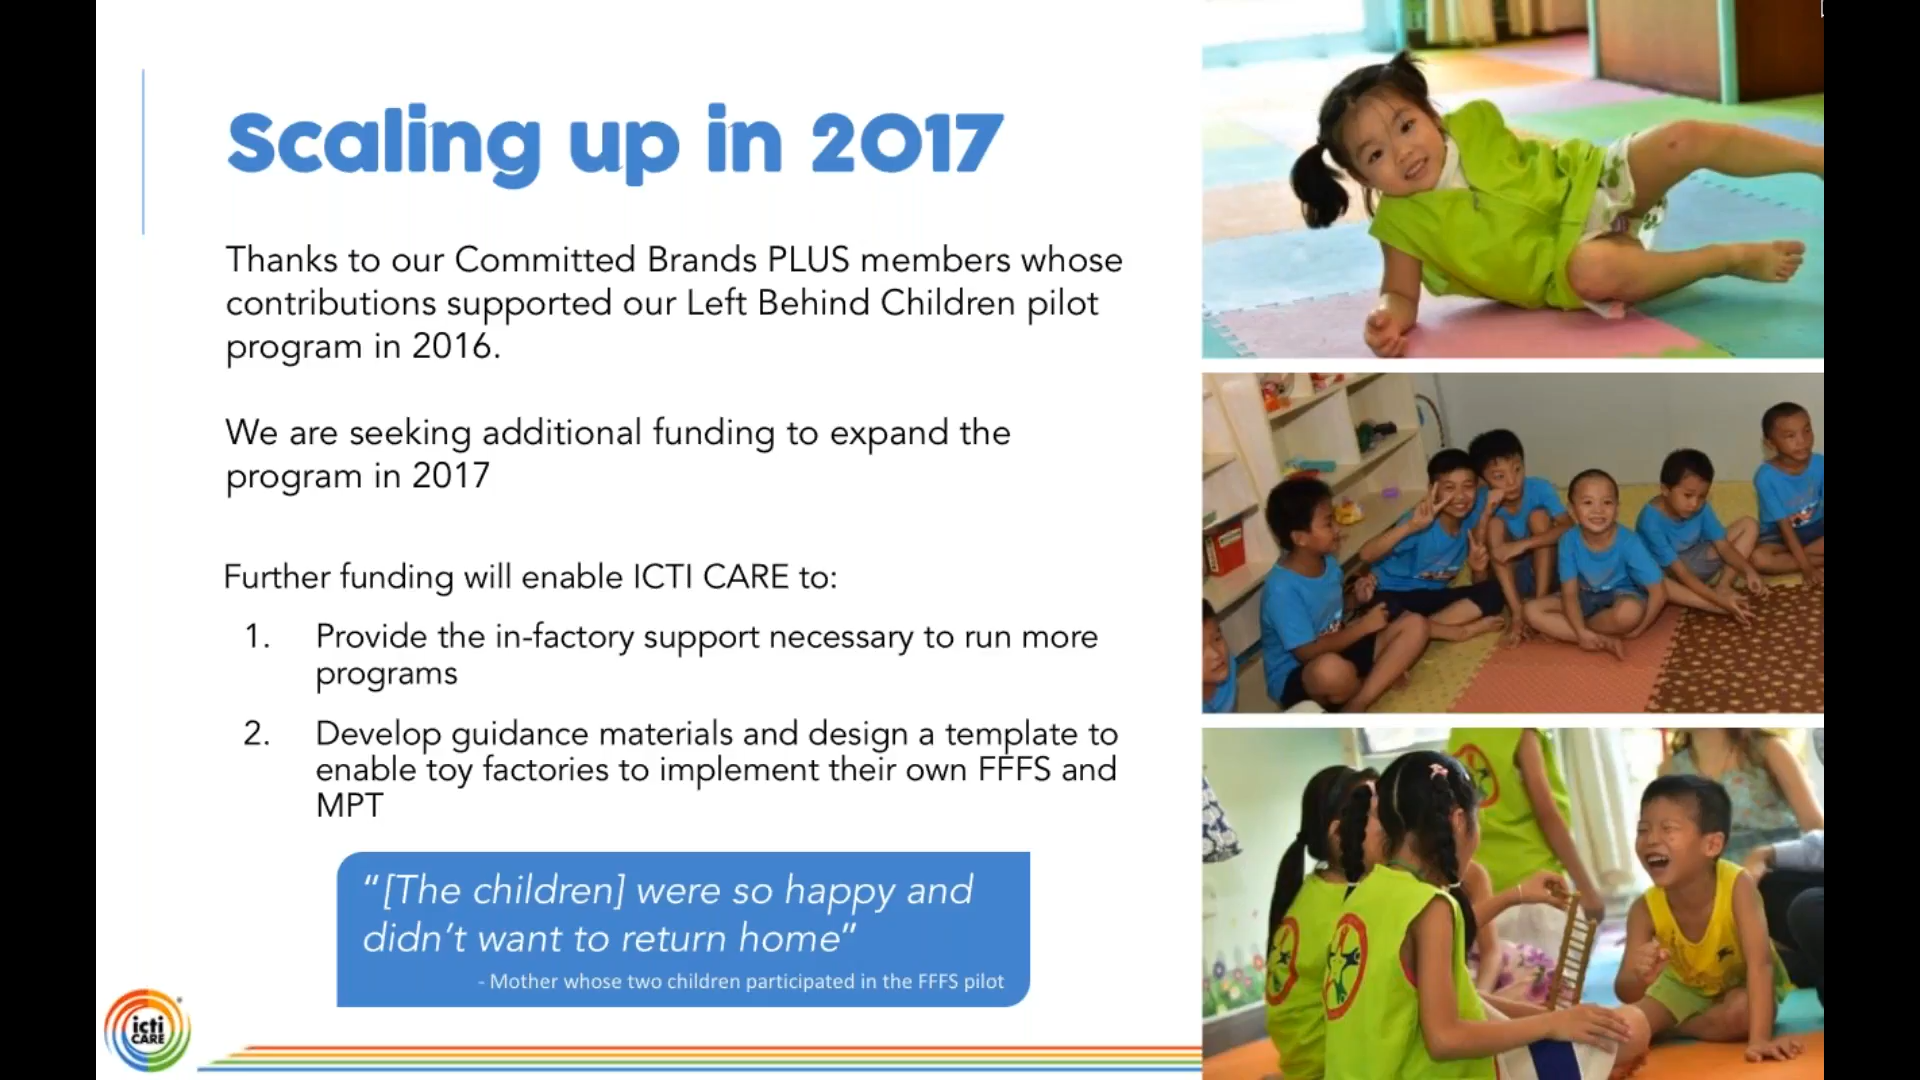 Scaling up in 2017
Thanks to our Committed Brands PLUS members whose
contributions supported our Left Behind Children pilot
program in 2016.
We are seeking additional funding to expand the
program in 2017
Further funding will enable ICTI CARE to:
1. Provide the in-factory support necessary to run more
programs
2. Develop guidance materials and design a template to
enable toy factories to implement their own FFFS and
MPT
“[The children] were so happy and
didn’t want to return home”
- Mother whose two children participated in the FFFS pilot
icti
CARE